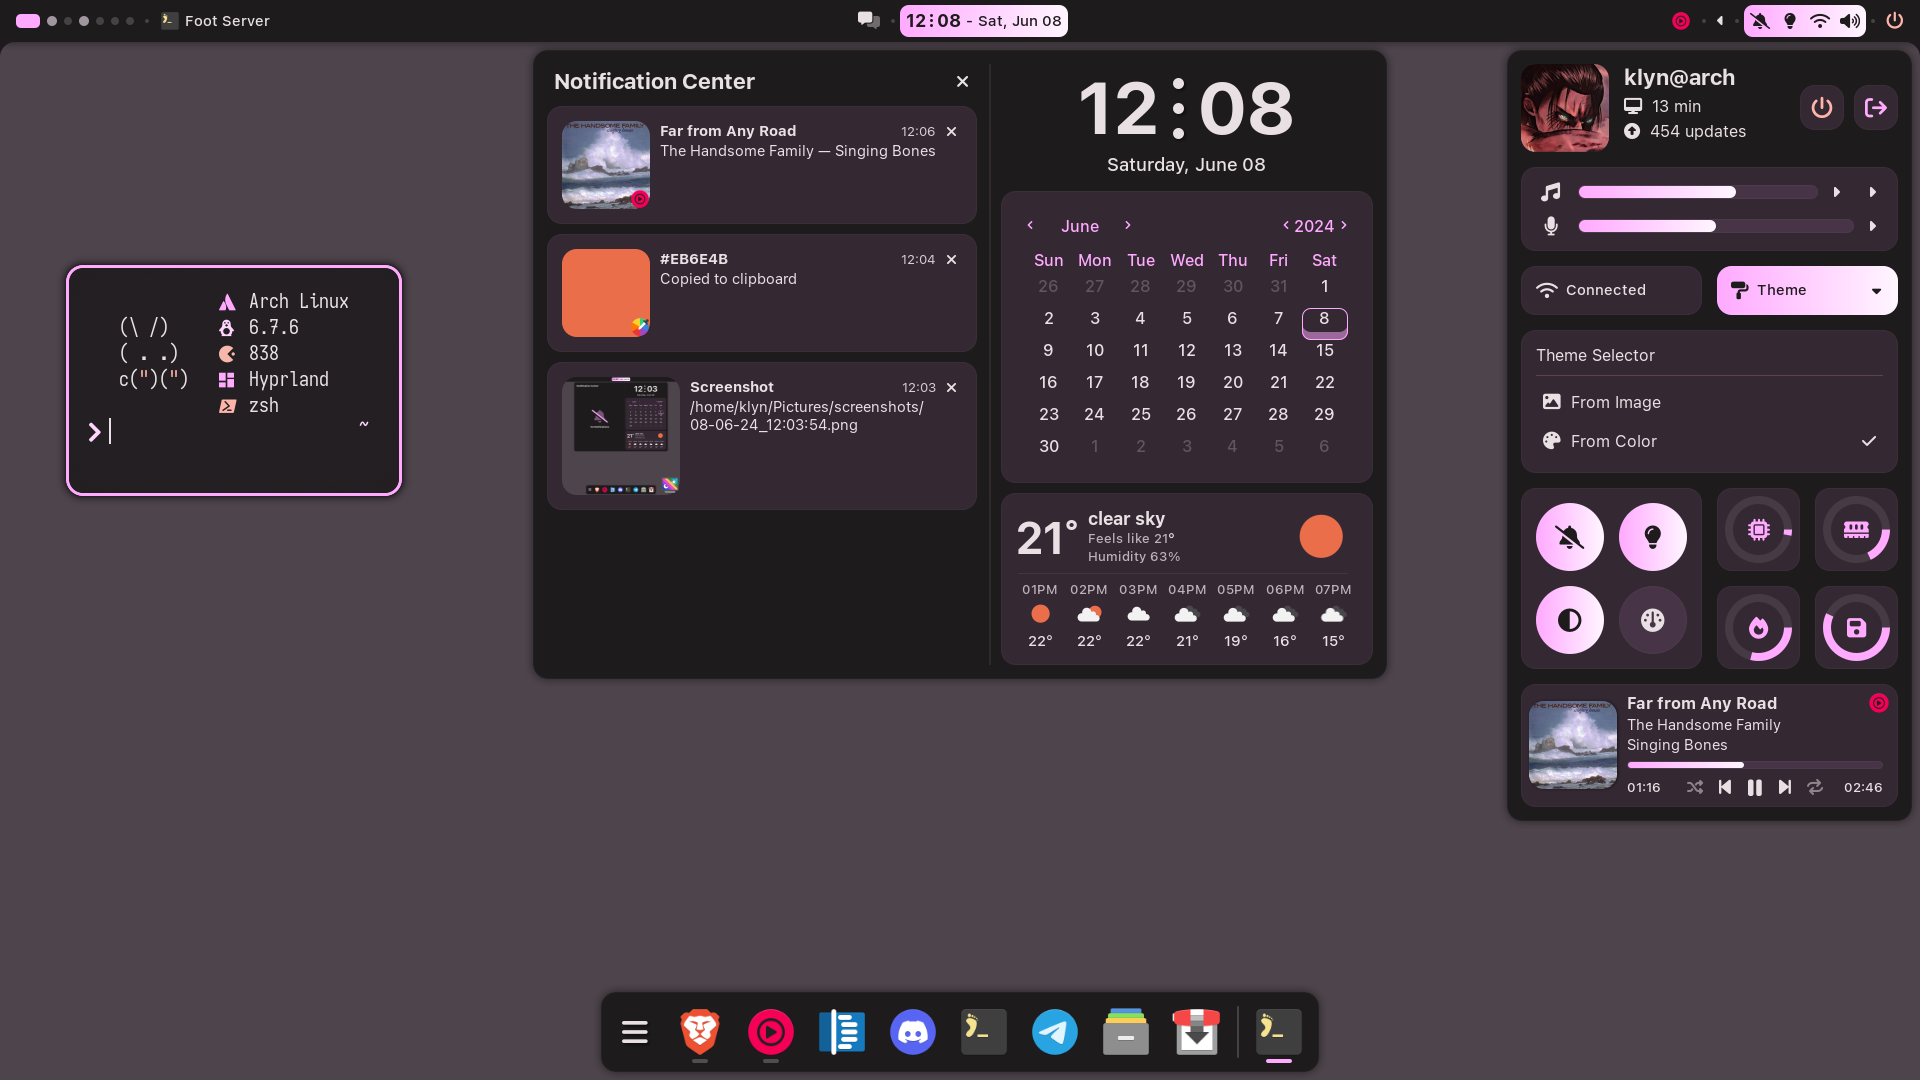 Foot Server
12:08 - Sat, Jun 08
(\ /)
( . .)
c(")(")
Arch Linux
6.7.6
838
Hyprland
zsh
~
Notification Center
Far from Any Road
12:06
The Handsome Family — Singing Bones
#EB6E4B
12:04
Copied to clipboard
Screenshot
12:03
/home/klyn/Pictures/screenshots/
08-06-24_12:03:54.png
12:03
THE HANDSOME FAMILY
12:08
Saturday, June 08
June
2024
Sun Mon Tue Wed Thu Fri Sat
26 27 28 29 30 31 1
2 3 4 5 6 7 8
9 10 11 12 13 14 15
16 17 18 19 20 21 22
23 24 25 26 27 28 29
30 1 2 3 4 5 6
21°
clear sky
Feels like 21°
Humidity 63%
01PM 02PM 03PM 04PM 05PM 06PM 07PM
22° 22° 22° 21° 19° 16° 15°
klyn@arch
13 min
454 updates
Connected
Theme
Theme Selector
From Image
From Color
THE HANDSOME FAMILY
Far from Any Road
The Handsome Family
Singing Bones
01:16
02:46